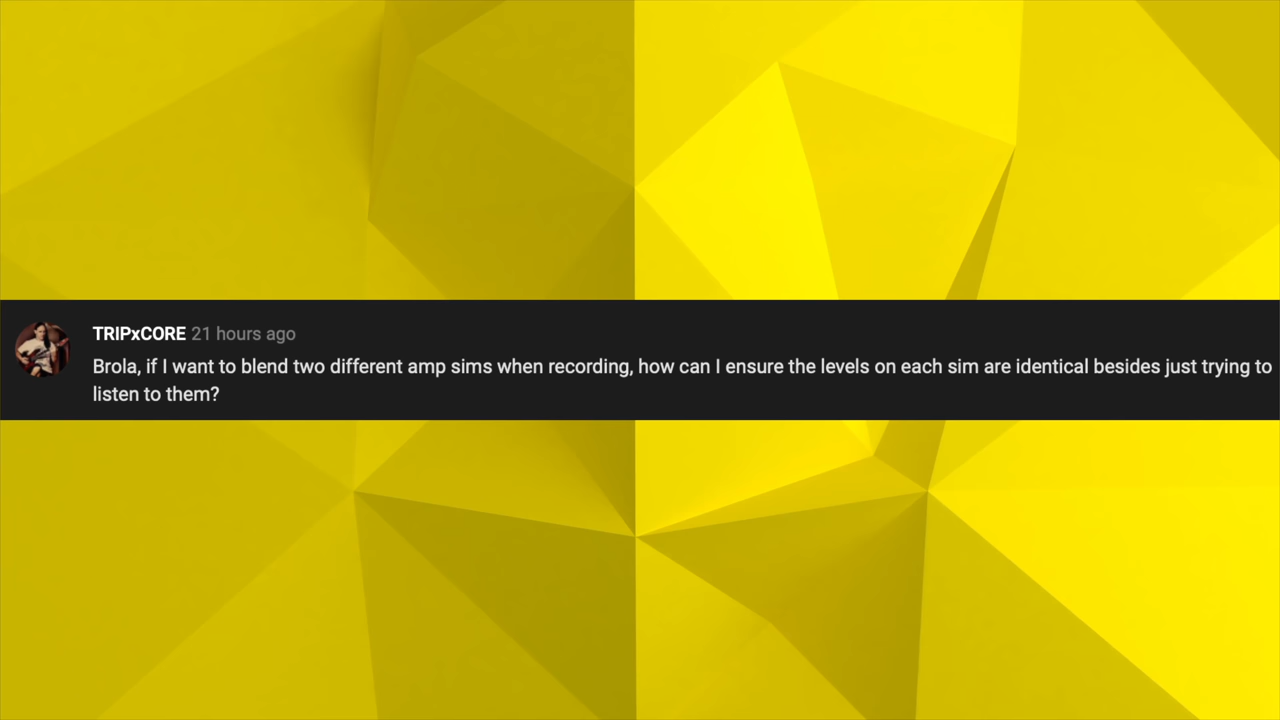 TRIPxCORE 21 hours ago
Brola, if I want to blend two different amp sims when recording, how can I ensure the levels on each sim are identical besides just trying to
listen to them?